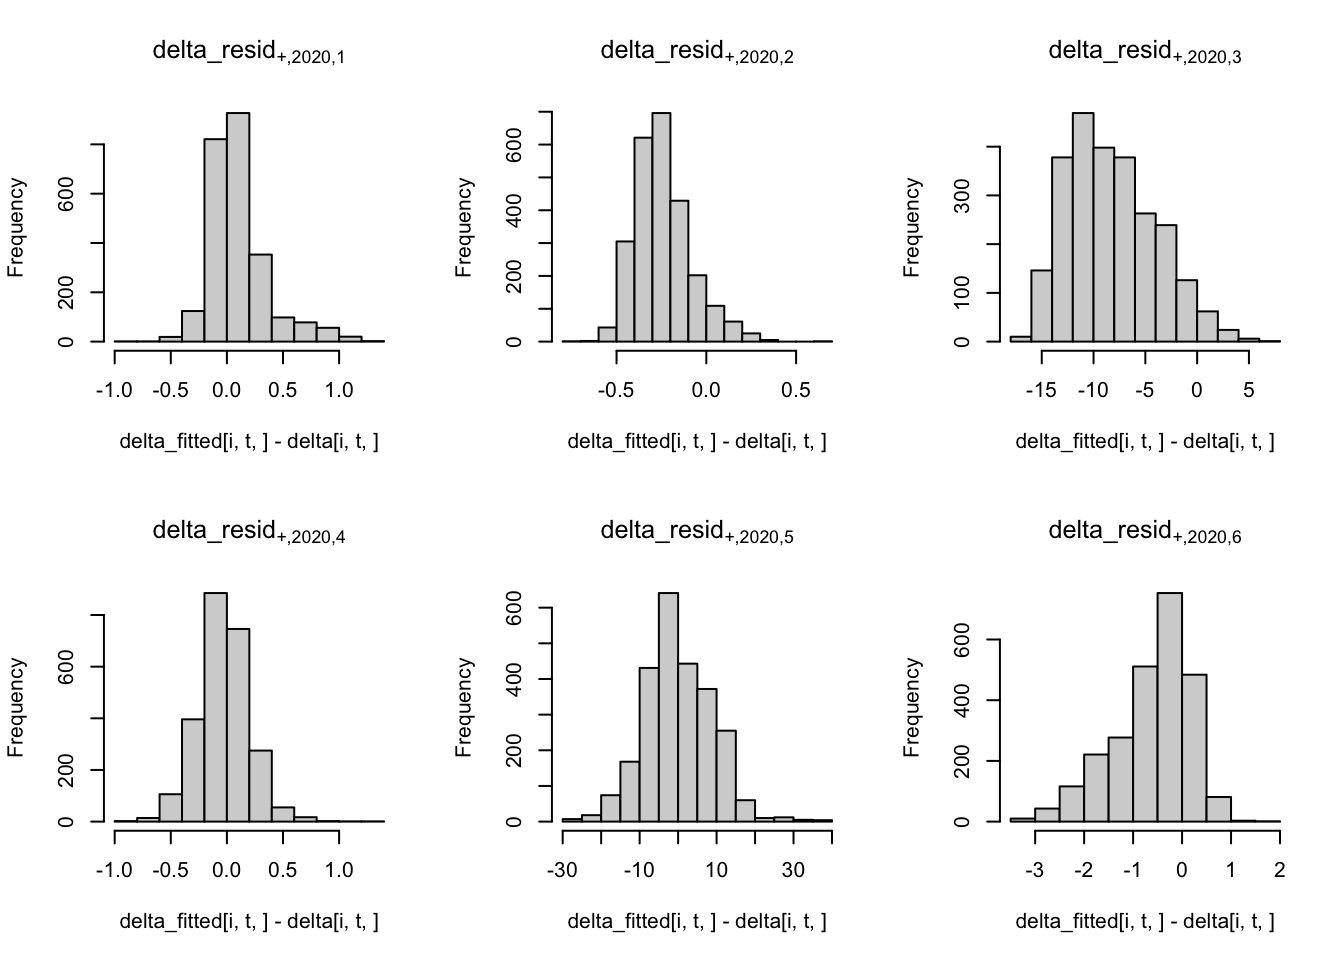 delta_resid+,2020,1
Frequency
0
200
600
-1.0 -0.5 0.0 0.5 1.0
delta_fitted[i, t, ] - delta[i, t, ]
delta_resid+,2020,2
Frequency
0
200
400
600
-0.5 0.0 0.5
delta_fitted[i, t, ] - delta[i, t, ]
delta_resid+,2020,3
Frequency
0
100
300
-15 -10 -5 0 5
delta_fitted[i, t, ] - delta[i, t, ]
delta_resid+,2020,4
Frequency
0
200
600
-1.0 -0.5 0.0 0.5 1.0
delta_fitted[i, t, ] - delta[i, t, ]
delta_resid+,2020,5
Frequency
0
200
400
600
-30 -10 10 30
delta_fitted[i, t, ] - delta[i, t, ]
delta_resid+,2020,6
Frequency
0
200
400
600
-3 -2 -1 0 1 2
delta_fitted[i, t, ] - delta[i, t, ]